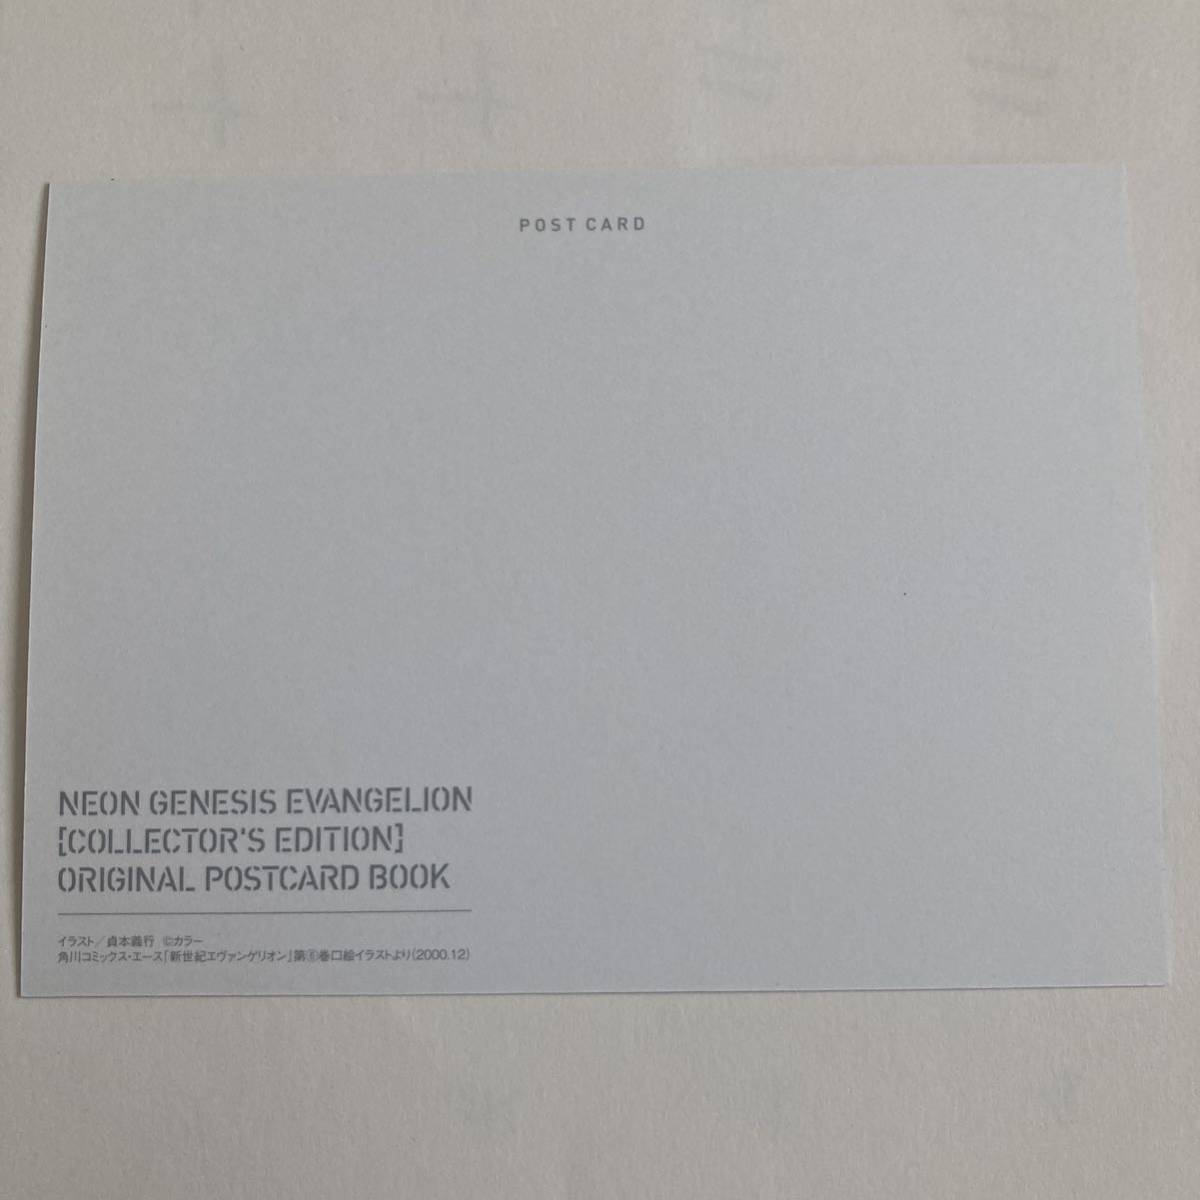 POST CARD
NEON GENESIS EVANGELION
[COLLECTOR'S EDITION]
ORIGINAL POSTCARD BOOK
イラスト／貞本義行 ©カラー
角川コミックス・エース「新世紀エヴァンゲリオン」第⑥巻口絵イラストより(2000.12)